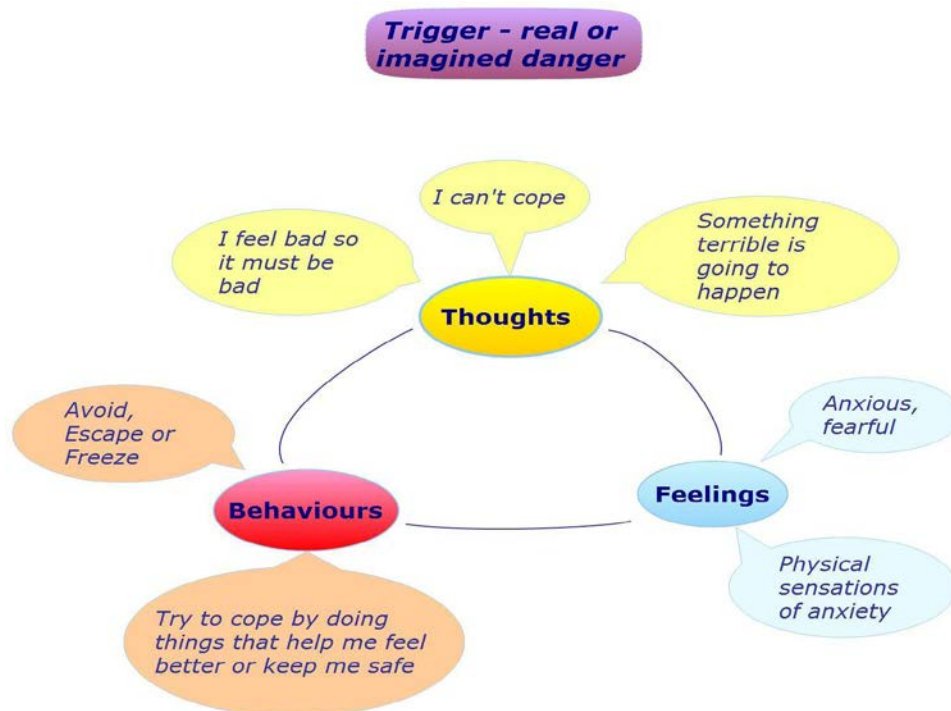 Trigger - real or
imagined danger
I can't cope
I feel bad so
it must be
bad
Something
terrible is
going to
happen
Thoughts
Avoid,
Escape or
Freeze
Anxious,
fearful
Behaviours
Feelings
Physical
sensations
of anxiety
Try to cope by doing
things that help me feel
better or keep me safe